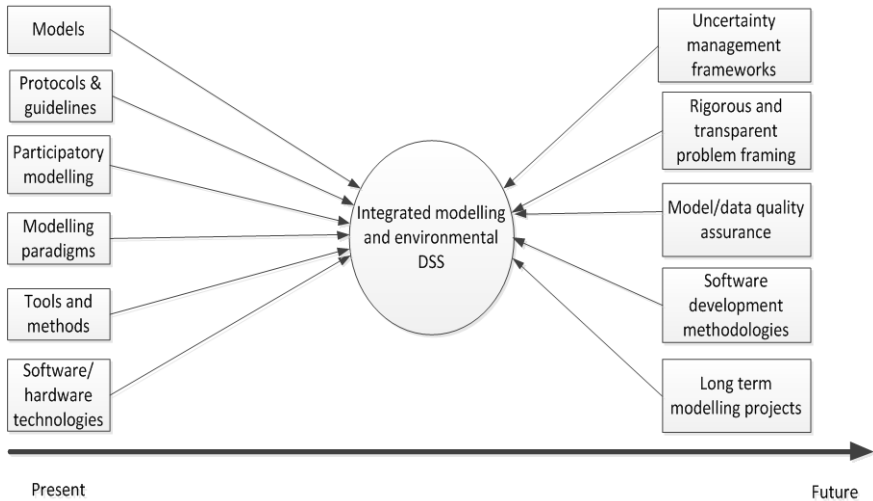 Models
Protocols &
guidelines
Participatory
modelling
Modelling
paradigms
Tools and
methods
Software/
hardware
technologies
Integrated modelling
and environmental
DSS
Uncertainty
management
frameworks
Rigorous and
transparent
problem framing
Model/data quality
assurance
Software
development
methodologies
Long term
modelling projects
Present
Future